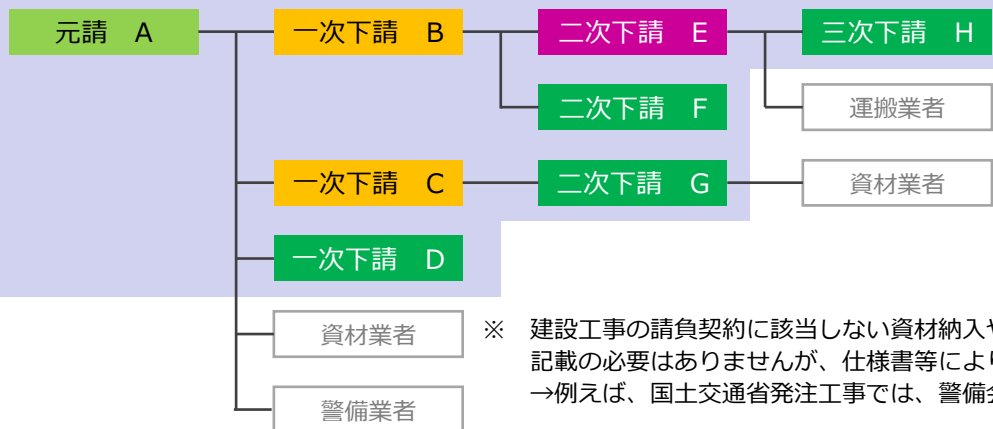 元請　A
一次下請　B
二次下請　E
三次下請　H
二次下請　F
運搬業者
一次下請　C
二次下請　G
資材業者
一次下請　D
資材業者
警備業者
※　建設工事の請負契約に該当しない資材納入や
記載の必要はありませんが、仕様書等により
→例えば、国土交通省発注工事では、警備会